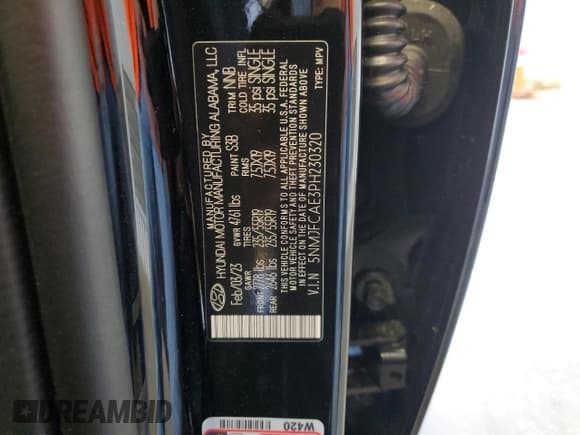 MANUFACTURED BY
HYUNDAI MOTOR MANUFACTURING ALABAMA, LLC
Feb/03/23 PAINT S3B TRIM NNB
GVWR 4761 lbs
GAWR TIRES RIMS COLD TIRE INFL
FRONT 2778 lbs 235/55R19 7.5JX19 35 psi SINGLE
REAR 2646 lbs 235/55R19 7.5JX19 35 psi SINGLE
THIS VEHICLE CONFORMS TO ALL APPLICABLE U.S.A. FEDERAL
MOTOR VEHICLE SAFETY AND THEFT PREVENTION STANDARDS
IN EFFECT ON THE DATE OF MANUFACTURE SHOWN ABOVE.
V.I.N 5NMJFCAE3PH230320 TYPE: MPV
W420
DREAMBID